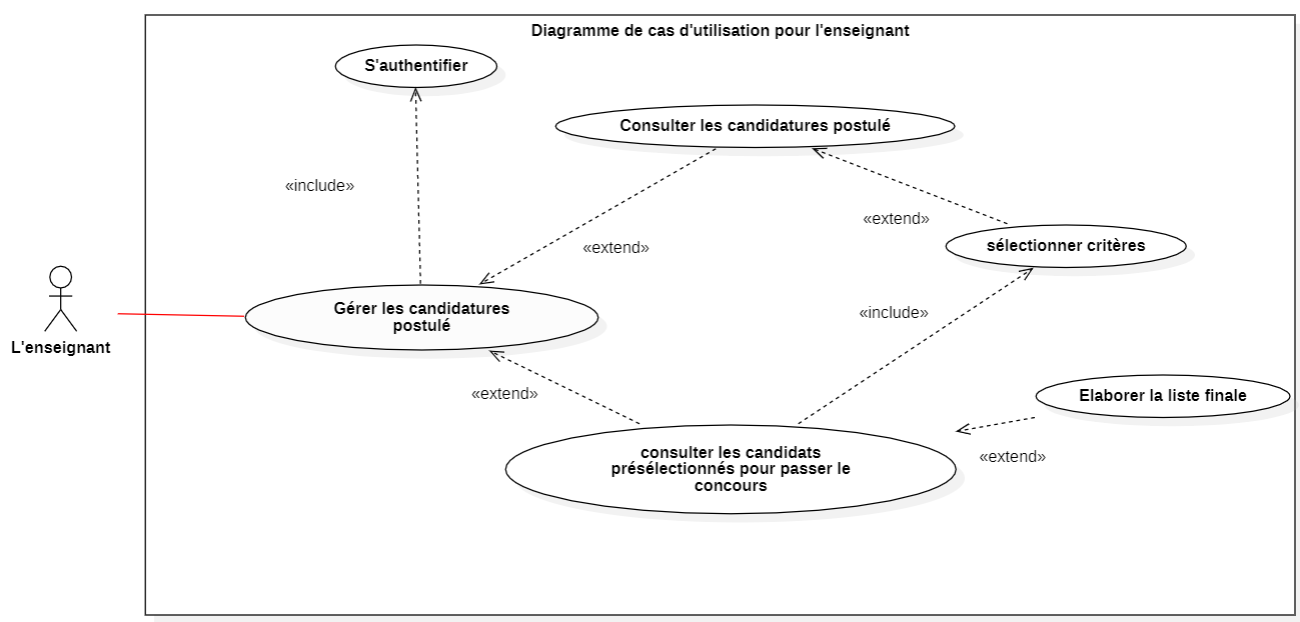 Diagramme de cas d'utilisation pour l'enseignant
S'authentifier
Consulter les candidatures postulé
«include»
«extend»
«extend»
sélectionner critères
Gérer les candidatures
postulé
«include»
L'enseignant
«extend»
Elaborer la liste finale
consulter les candidats
présélectionnés pour passer le
concours
«extend»